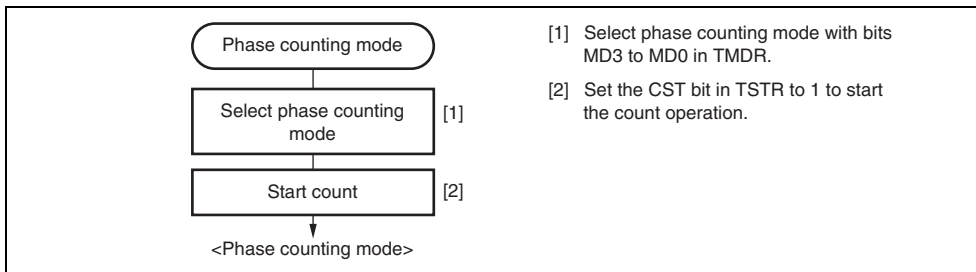 Phase counting mode
Select phase counting
mode
[1]
Start count
[2]
<Phase counting mode>
[1] Select phase counting mode with bits
MD3 to MD0 in TMDR.
[2] Set the CST bit in TSTR to 1 to start
the count operation.